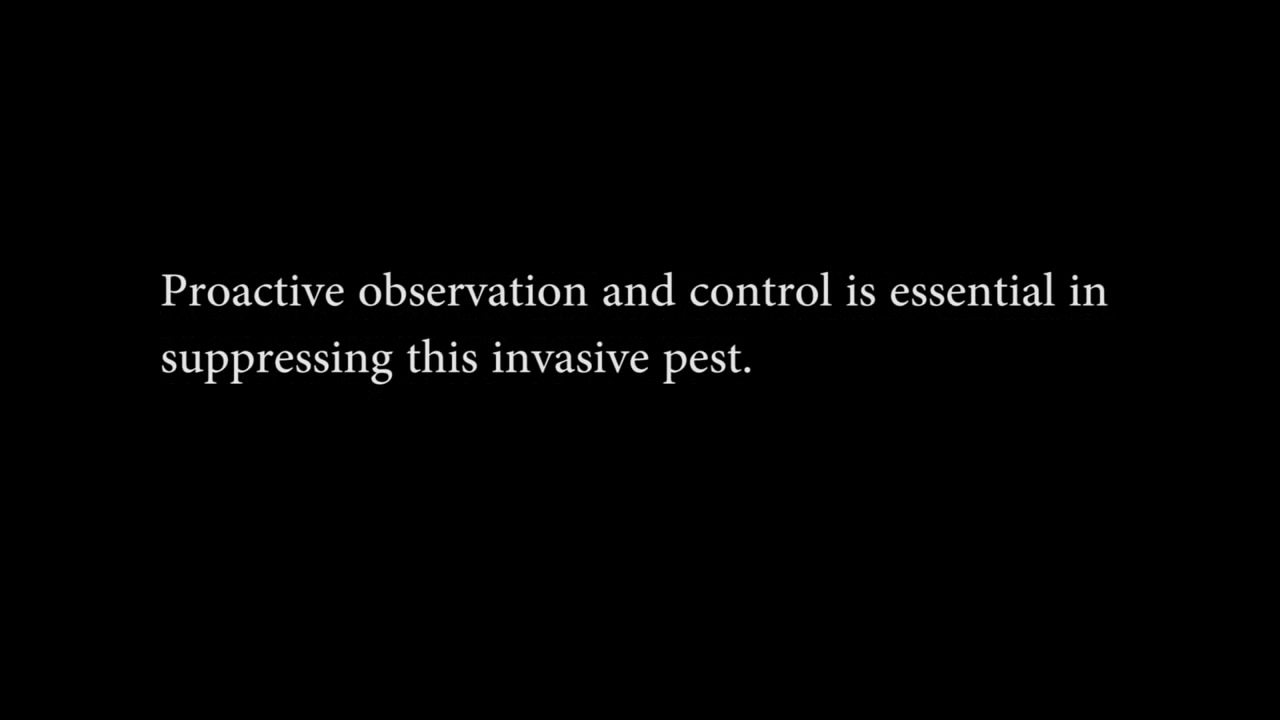 Proactive observation and control is essential in
suppressing this invasive pest.